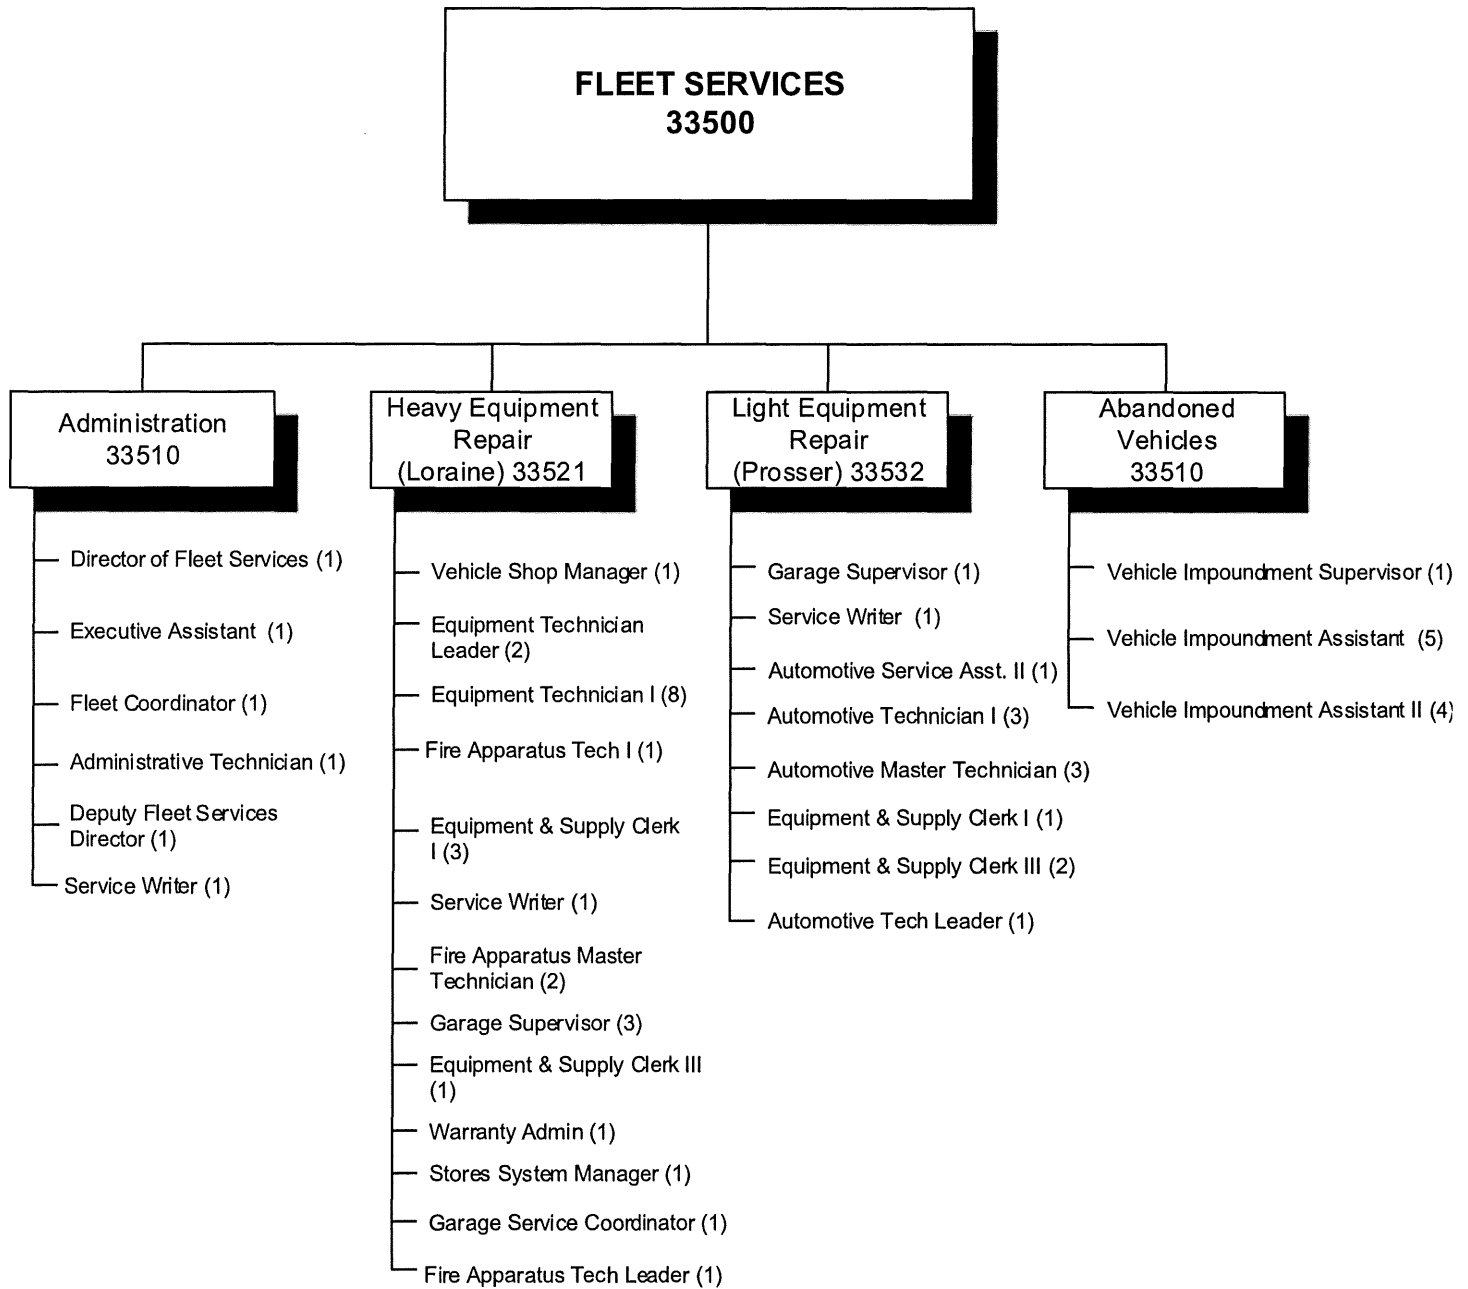 FLEET SERVICES
33500
Administration
33510
Director of Fleet Services (1)
Executive Assistant (1)
Fleet Coordinator (1)
Administrative Technician (1)
Deputy Fleet Services
Director (1)
Service Writer (1)
Heavy Equipment
Repair
(Loraine) 33521
Vehicle Shop Manager (1)
Equipment Technician
Leader (2)
Equipment Technician I (8)
Fire Apparatus Tech I (1)
Equipment & Supply Clerk
I (3)
Service Writer (1)
Fire Apparatus Master
Technician (2)
Garage Supervisor (3)
Equipment & Supply Clerk III
(1)
Warranty Admin (1)
Stores System Manager (1)
Garage Service Coordinator (1)
Fire Apparatus Tech Leader (1)
Light Equipment
Repair
(Prosser) 33532
Garage Supervisor (1)
Service Writer (1)
Automotive Service Asst. II (1)
Automotive Technician I (3)
Automotive Master Technician (3)
Equipment & Supply Clerk I (1)
Equipment & Supply Clerk III (2)
Automotive Tech Leader (1)
Abandoned
Vehicles
33510
Vehicle Impoundment Supervisor (1)
Vehicle Impoundment Assistant (5)
Vehicle Impoundment Assistant II (4)